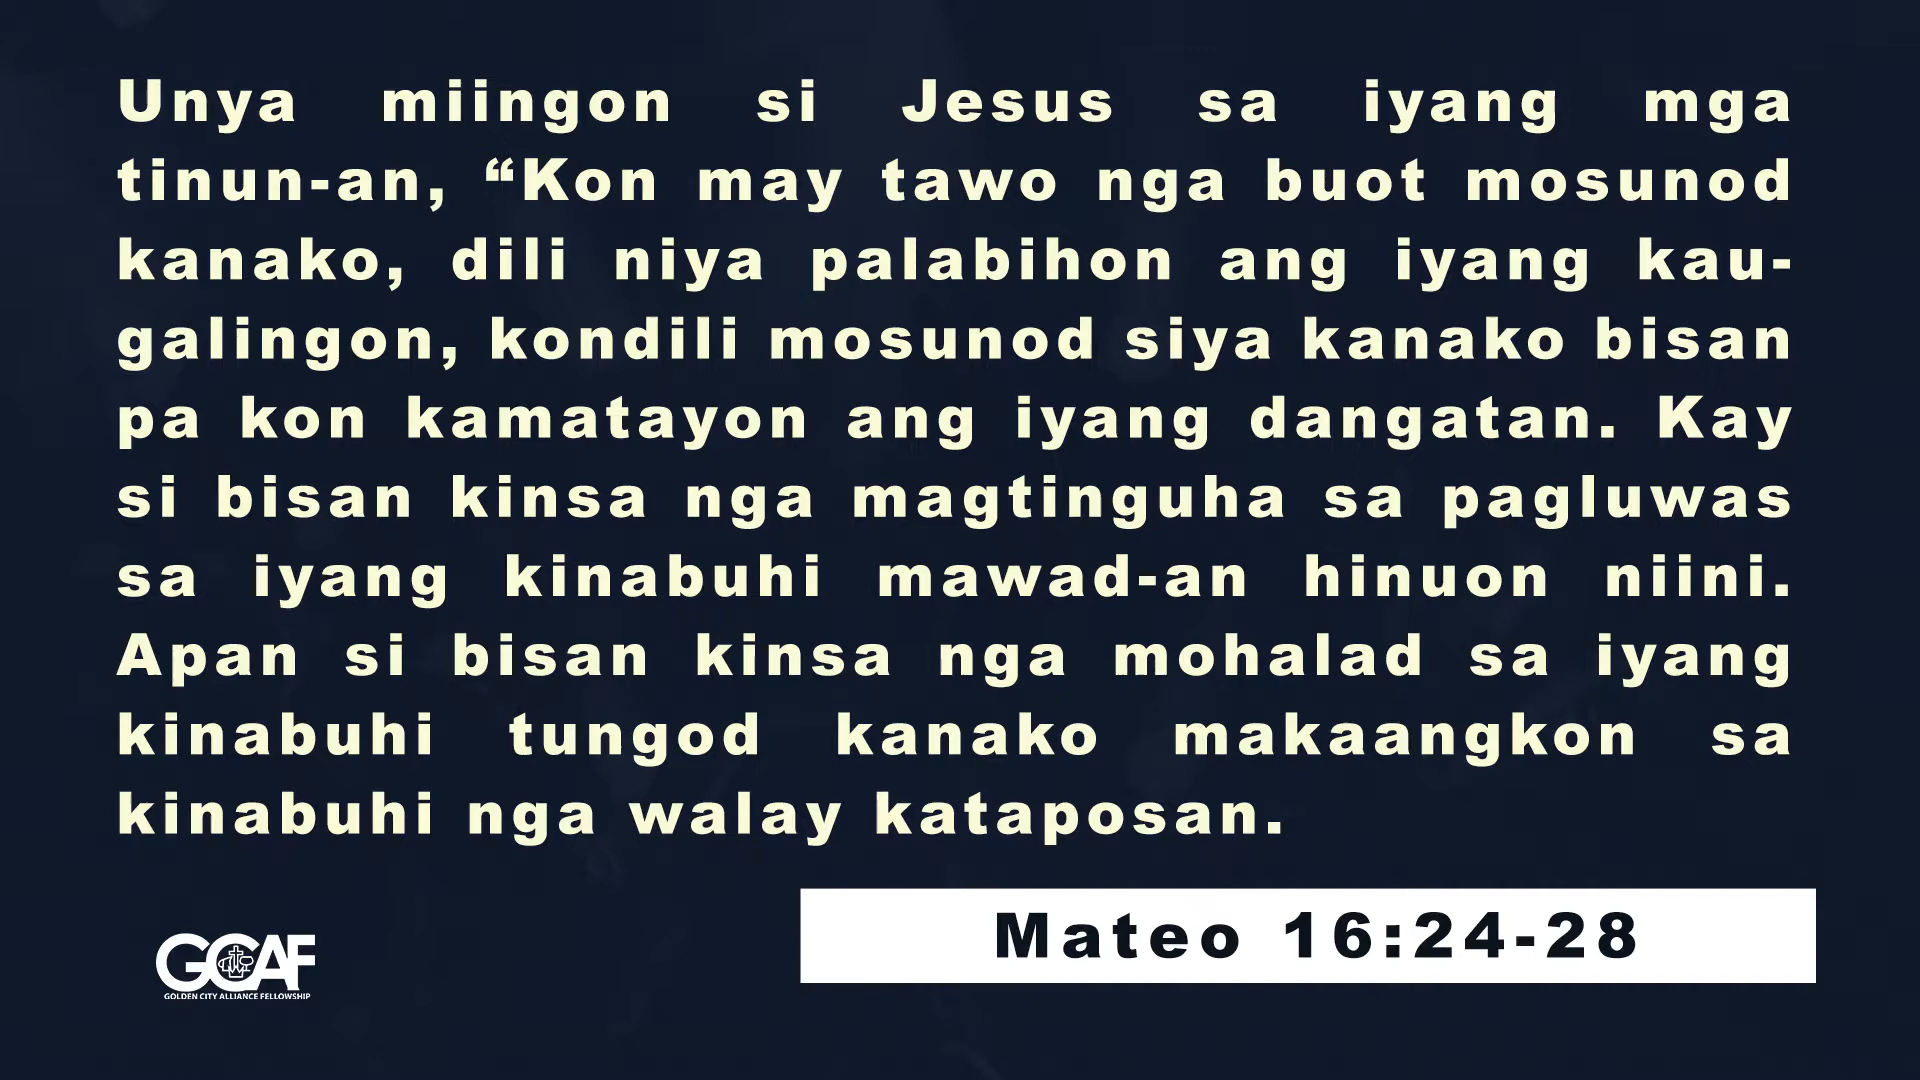 Unya miingon si Jesus sa iyang mga
tinun-an, “Kon may tawo nga buot mosunod
kanako, dili niya palabihon ang iyang kau-
galingon, kondili mosunod siya kanako bisan
pa kon kamatayon ang iyang dangatan. Kay
si bisan kinsa nga magtinguha sa pagluwas
sa iyang kinabuhi mawad-an hinuon niini.
Apan si bisan kinsa nga mohalad sa iyang
kinabuhi tungod kanako makaangkon sa
kinabuhi nga walay kataposan.
Mateo 16:24-28
GCAF
GOLDEN CITY ALLIANCE FELLOWSHIP